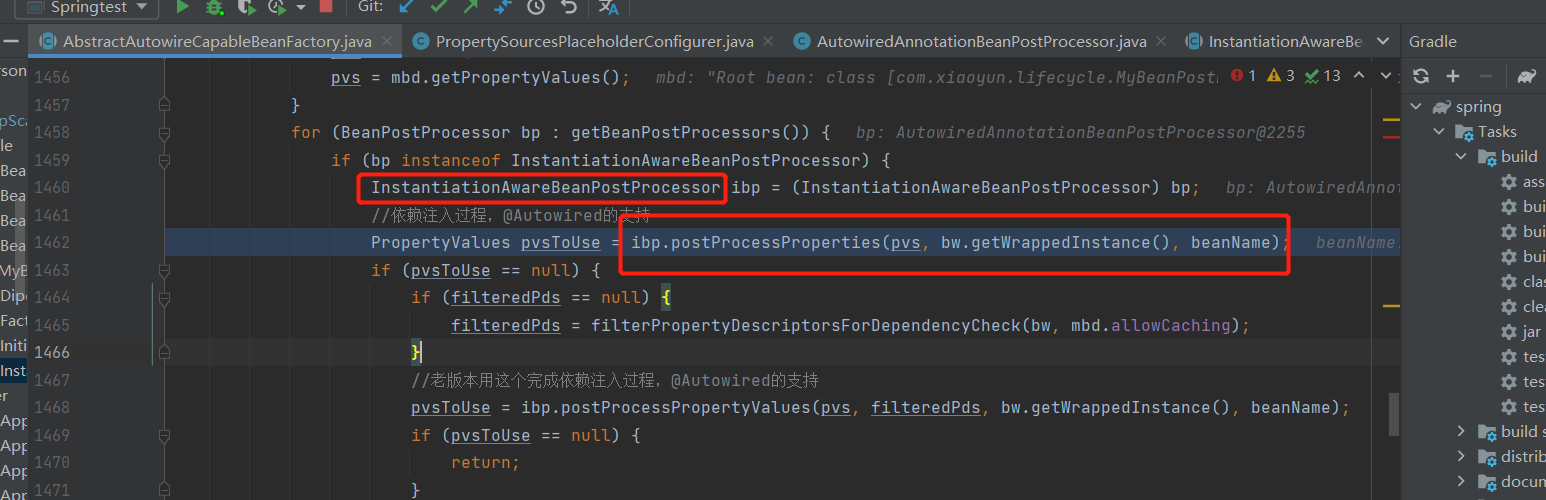 Springtest Git:
AbstractAutowireCapableBeanFactory.java PropertySourcesPlaceholderConfigurer.java AutowiredAnnotationBeanPostProcessor.java InstantiationAwareBe Gradle
erson
pSca
le
Bea
Bea
Bea
Bea
MyB
Dip
Fact
Initi
Inst
er
App
App
App
App
1456 pvs = mbd.getPropertyValues(); mbd: "Root bean: class [com.xiaoyun.lifecycle.MyBeanPost 1 3 13
1457 }
1458 for (BeanPostProcessor bp : getBeanPostProcessors()) { bp: AutowiredAnnotationBeanPostProcessor@2255
1459 if (bp instanceof InstantiationAwareBeanPostProcessor) {
1460 InstantiationAwareBeanPostProcessor ibp = (InstantiationAwareBeanPostProcessor) bp; bp: AutowiredAnno
1461 //依赖注入过程，@Autowired的支持
1462 PropertyValues pvsToUse = ibp.postProcessProperties(pvs, bw.getWrappedInstance(), beanName); beanName:
1463 if (pvsToUse == null) {
1464 if (filteredPds == null) {
1465 filteredPds = filterPropertyDescriptorsForDependencyCheck(bw, mbd.allowCaching);
1466 }
1467 //老版本用这个完成依赖注入过程，@Autowired的支持
1468 pvsToUse = ibp.postProcessPropertyValues(pvs, filteredPds, bw.getWrappedInstance(), beanName);
1469 if (pvsToUse == null) {
1470 return;
1471 }
spring
Tasks
build
ass
bui
bui
bui
clas
clea
jar
test
test
test
build s
distrib
docum